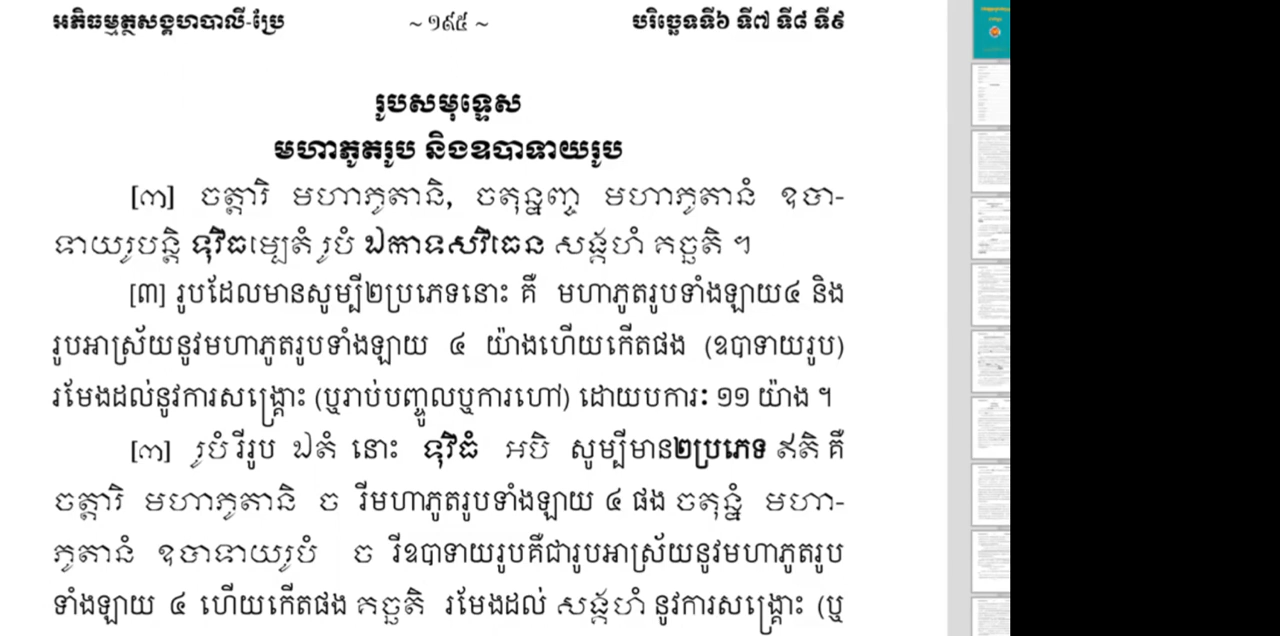 អភិធម្មត្ថសង្គហបាលី-ប្រែ ~ ១៩៥ ~ បរិច្ឆេទទី៦ ទី៧ ទី៨ ទី៩
រូបសមុទ្ទេស
មហាភូតរូប និងឧបាទាយរូប
[៣] ចត្តារិ មហាភូតានិ, ចតុន្នញ្ច មហាភូតានំ ឧបា-
ទាយរូបន្តិ ទុវិធម្បេតំ រូបំ ឯកាទសវិធេន សង្គហំ គច្ឆតិ ។
[៣] រូបដែលមានសូម្បី២ប្រភេទនោះ គឺ មហាភូតរូបទាំងឡាយ៤ និង
រូបអាស្រ័យនូវមហាភូតរូបទាំងឡាយ ៤ យ៉ាងហើយកើតផង (ឧបាទាយរូប)
រមែងដល់នូវការសង្គ្រោះ (ឬរាប់បញ្ចូលឬការហៅ) ដោយបការៈ ១១ យ៉ាង ។
[៣] រូបំ រីរូប ឯតំ នោះ ទុវិធំ អបិ សូម្បីមាន២ប្រភេទ ឥតិ គឺ
ចត្តារិ មហាភូតានិ ច រីមហាភូតរូបទាំងឡាយ ៤ ផង ចតុន្នំ មហា-
ភូតានំ ឧបាទាយរូបំ ច រីឧបាទាយរូបគឺជារូបអាស្រ័យនូវមហាភូតរូប
ទាំងឡាយ ៤ ហើយកើតផង គច្ឆតិ រមែងដល់ សង្គហំ នូវការសង្គ្រោះ (ឬ